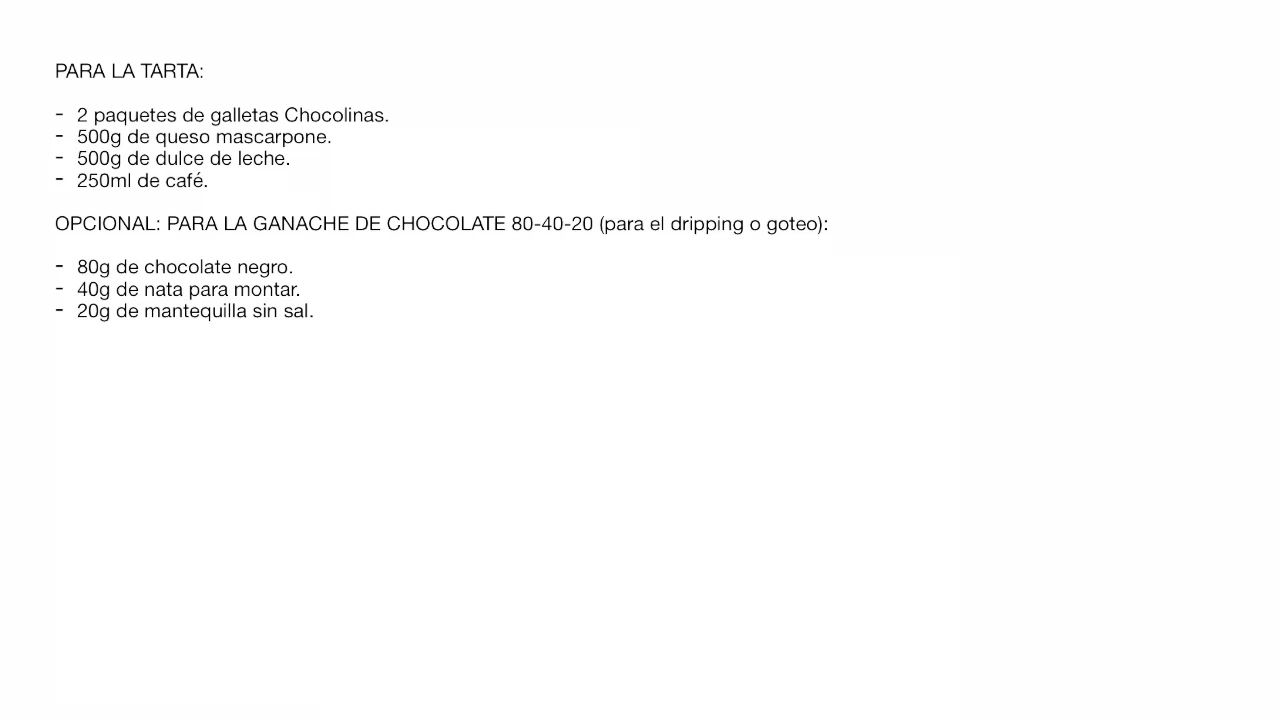 PARA LA TARTA:
- 2 paquetes de galletas Chocolinas.
- 500g de queso mascarpone.
- 500g de dulce de leche.
- 250ml de café.
OPCIONAL: PARA LA GANACHE DE CHOCOLATE 80-40-20 (para el dripping o goteo):
- 80g de chocolate negro.
- 40g de nata para montar.
- 20g de mantequilla sin sal.